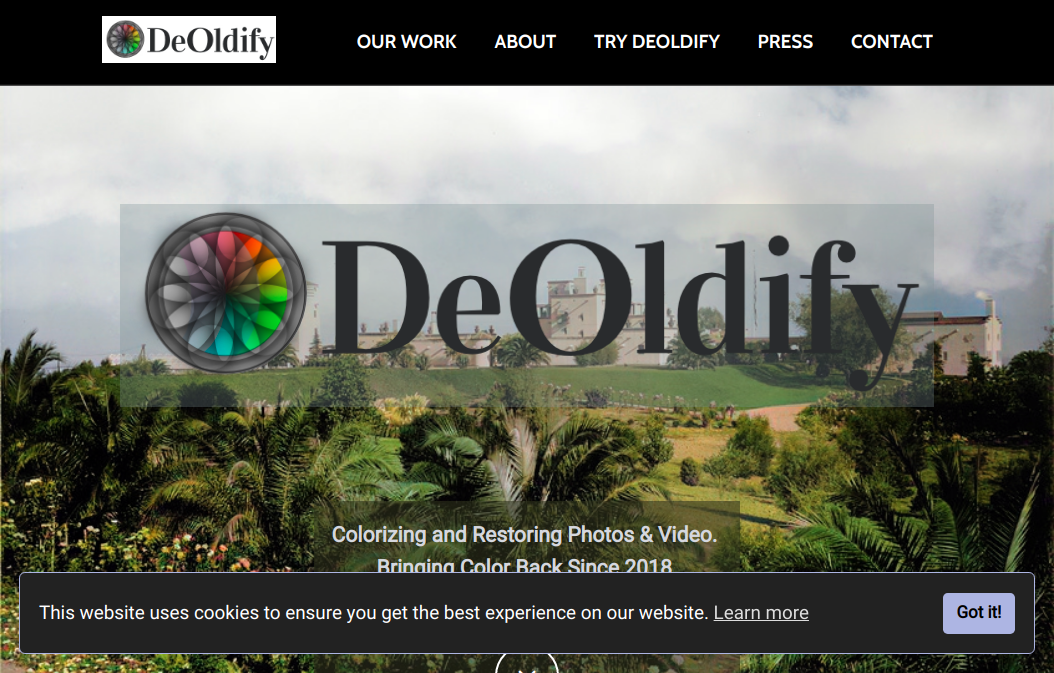 DeOldify
OUR WORK
ABOUT
TRY DEOLDIFY
PRESS
CONTACT
DeOldify
Colorizing and Restoring Photos & Video.
Bringing Color Back Since 2018
This website uses cookies to ensure you get the best experience on our website. Learn more
Got it!